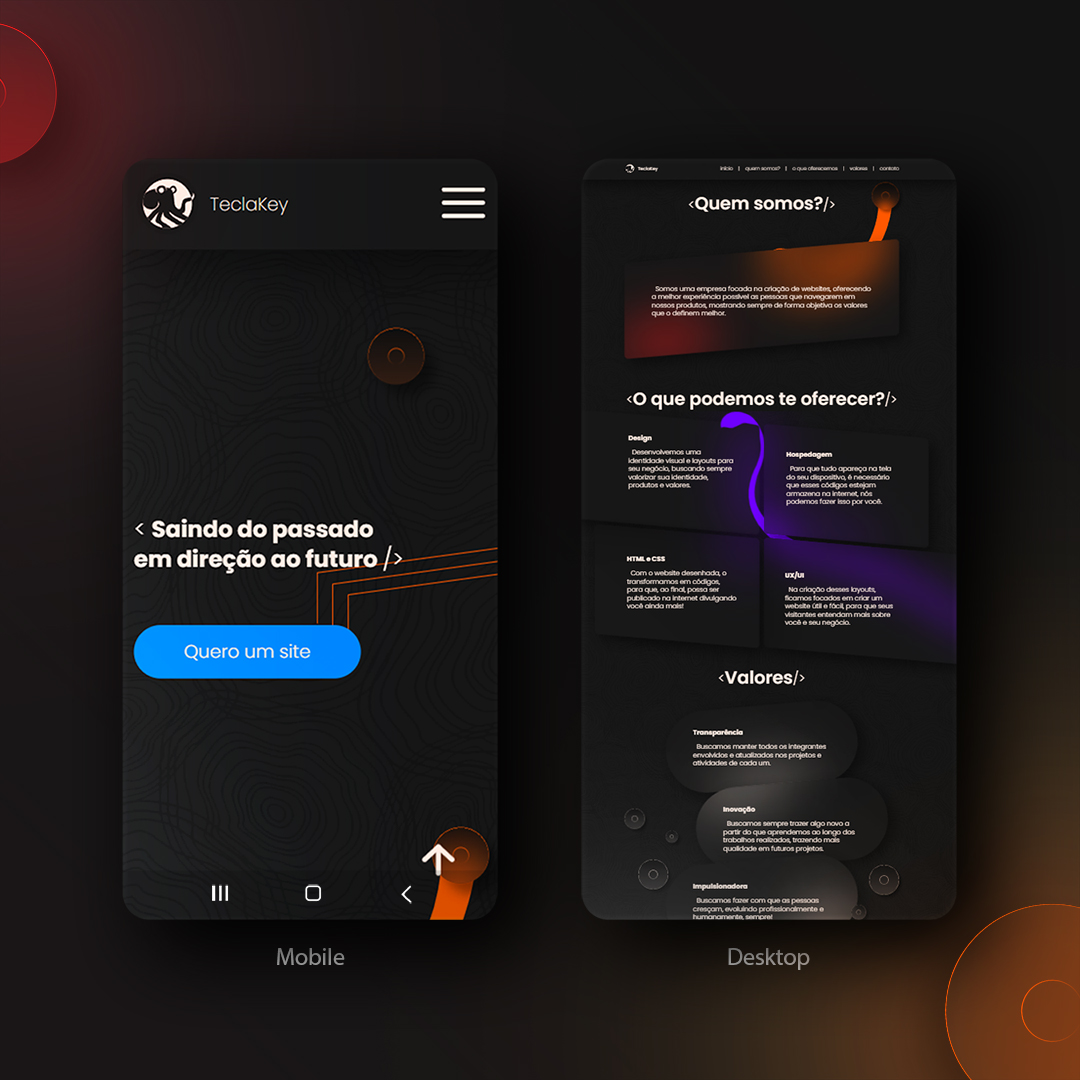 TeclaKey
< Saindo do passado
em direção ao futuro />
Quero um site
Mobile
TeclaKey
início | quem somos? | o que oferecemos | valores | contato
<Quem somos?/>
Somos uma empresa focada na criação de websites, oferecendo
a melhor experiência possível as pessoas que navegarem em
nossos produtos, mostrando sempre de forma objetiva os valores
que o definem melhor.
<O que podemos te oferecer?/>
Design
Desenvolvemos uma
identidade visual e layouts para
seu negócio, buscando sempre
valorizar sua identidade,
produtos e valores.
Hospedagem
Para que tudo apareça na tela
do seu dispositivo, é necessário
que esses códigos estejam
armazena na internet, nós
podemos fazer isso por você.
HTML e CSS
Com o website desenhado, o
transformamos em códigos,
para que, ao final, possa ser
publicado na internet divulgando
você ainda mais!
UX/UI
Na criação desses layouts,
ficamos focados em criar um
website útil e fácil, para que seus
visitantes entendam mais sobre
você e seu negócio.
<Valores/>
Transparência
Buscamos manter todos os integrantes
envolvidos e atualizados nos projetos e
atividades de cada um.
Inovação
Buscamos sempre trazer algo novo a
partir do que aprendemos ao longo dos
trabalhos realizados, trazendo mais
qualidade em futuros projetos.
Impulsionadora
Buscamos fazer com que as pessoas
cresçam, evoluindo profissionalmente e
humanamente, sempre!
Desktop